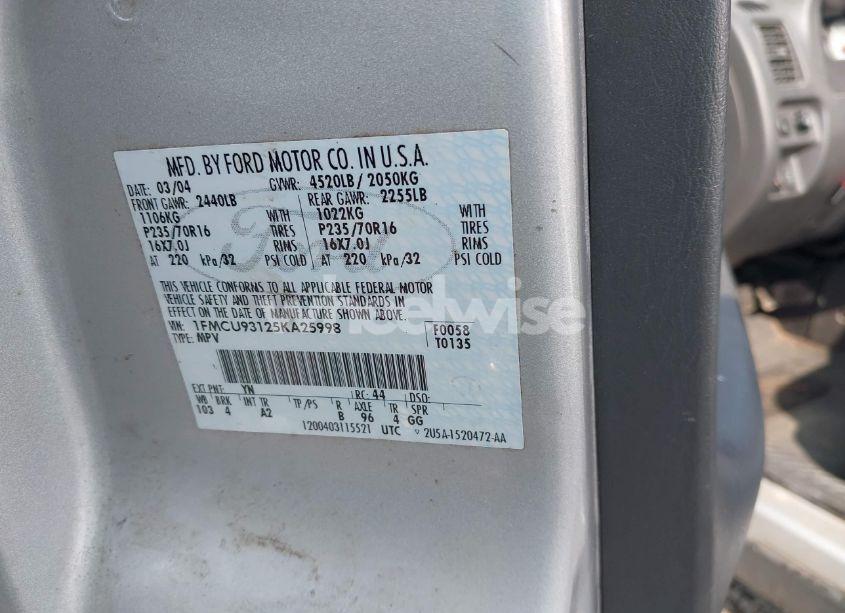 MFD. BY FORD MOTOR CO. IN U.S.A.
DATE: 03/04 GVWR: 4520LB / 2050KG
FRONT GAWR: 2440LB REAR GAWR: 2255LB
1106KG WITH 1022KG WITH
P235/70R16 TIRES P235/70R16 TIRES
16X7.0J RIMS 16X7.0J RIMS
AT 220 kPa/32 PSI COLD AT 220 kPa/32 PSI COLD
Ford
THIS VEHICLE CONFORMS TO ALL APPLICABLE FEDERAL MOTOR
VEHICLE SAFETY AND THEFT PREVENTION STANDARDS IN
EFFECT ON THE DATE OF MANUFACTURE SHOWN ABOVE.
VIN: 1FMCU93125KA25998 F0058
TYPE: MPV T0135
EXT PNT: YN RC: 44 DSO:
WB BRK INT TR TP/PS R AXLE TR SPR
103 4 A2 B 96 4 GG
1200403115521 UTC 2U5A-1520472-AA